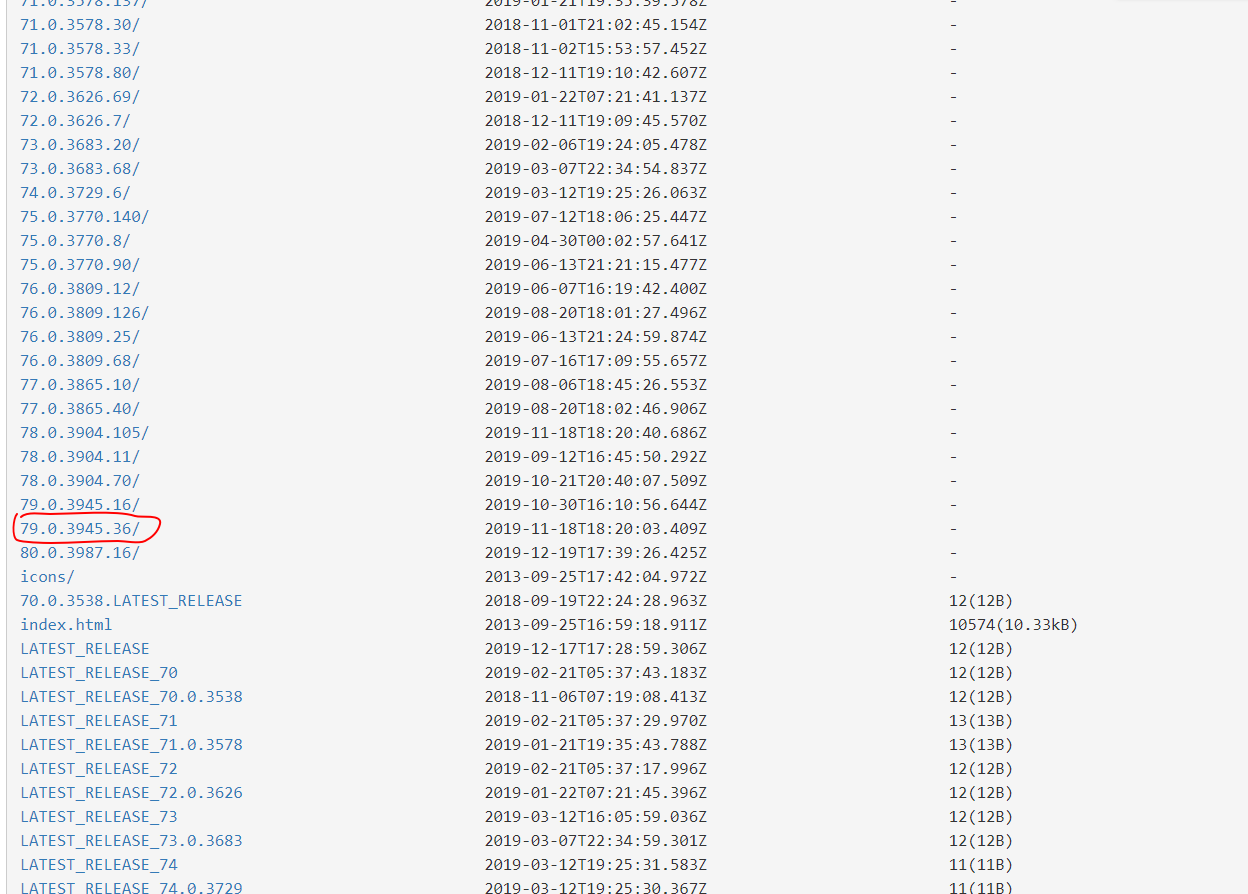 71.0.3578.137/ 2019-01-21T19:35:39.578Z -
71.0.3578.30/ 2018-11-01T21:02:45.154Z -
71.0.3578.33/ 2018-11-02T15:53:57.452Z -
71.0.3578.80/ 2018-12-11T19:10:42.607Z -
72.0.3626.69/ 2019-01-22T07:21:41.137Z -
72.0.3626.7/ 2018-12-11T19:09:45.570Z -
73.0.3683.20/ 2019-02-06T19:24:05.478Z -
73.0.3683.68/ 2019-03-07T22:34:54.837Z -
74.0.3729.6/ 2019-03-12T19:25:26.063Z -
75.0.3770.140/ 2019-07-12T18:06:25.447Z -
75.0.3770.8/ 2019-04-30T00:02:57.641Z -
75.0.3770.90/ 2019-06-13T21:21:15.477Z -
76.0.3809.12/ 2019-06-07T16:19:42.400Z -
76.0.3809.126/ 2019-08-20T18:01:27.496Z -
76.0.3809.25/ 2019-06-13T21:24:59.874Z -
76.0.3809.68/ 2019-07-16T17:09:55.657Z -
77.0.3865.10/ 2019-08-06T18:45:26.553Z -
77.0.3865.40/ 2019-08-20T18:02:46.906Z -
78.0.3904.105/ 2019-11-18T18:20:40.686Z -
78.0.3904.11/ 2019-09-12T16:45:50.292Z -
78.0.3904.70/ 2019-10-21T20:40:07.509Z -
79.0.3945.16/ 2019-10-30T16:10:56.644Z -
79.0.3945.36/ 2019-11-18T18:20:03.409Z -
80.0.3987.16/ 2019-12-19T17:39:26.425Z -
icons/ 2013-09-25T17:42:04.972Z -
70.0.3538.LATEST_RELEASE 2018-09-19T22:24:28.963Z 12(12B)
index.html 2013-09-25T16:59:18.911Z 10574(10.33kB)
LATEST_RELEASE 2019-12-17T17:28:59.306Z 12(12B)
LATEST_RELEASE_70 2019-02-21T05:37:43.183Z 12(12B)
LATEST_RELEASE_70.0.3538 2018-11-06T07:19:08.413Z 12(12B)
LATEST_RELEASE_71 2019-02-21T05:37:29.970Z 13(13B)
LATEST_RELEASE_71.0.3578 2019-01-21T19:35:43.788Z 13(13B)
LATEST_RELEASE_72 2019-02-21T05:37:17.996Z 12(12B)
LATEST_RELEASE_72.0.3626 2019-01-22T07:21:45.396Z 12(12B)
LATEST_RELEASE_73 2019-03-12T16:05:59.036Z 12(12B)
LATEST_RELEASE_73.0.3683 2019-03-07T22:34:59.301Z 12(12B)
LATEST_RELEASE_74 2019-03-12T19:25:31.583Z 11(11B)
LATEST_RELEASE_74.0.3729 2019-03-12T19:25:30.367Z 11(11B)